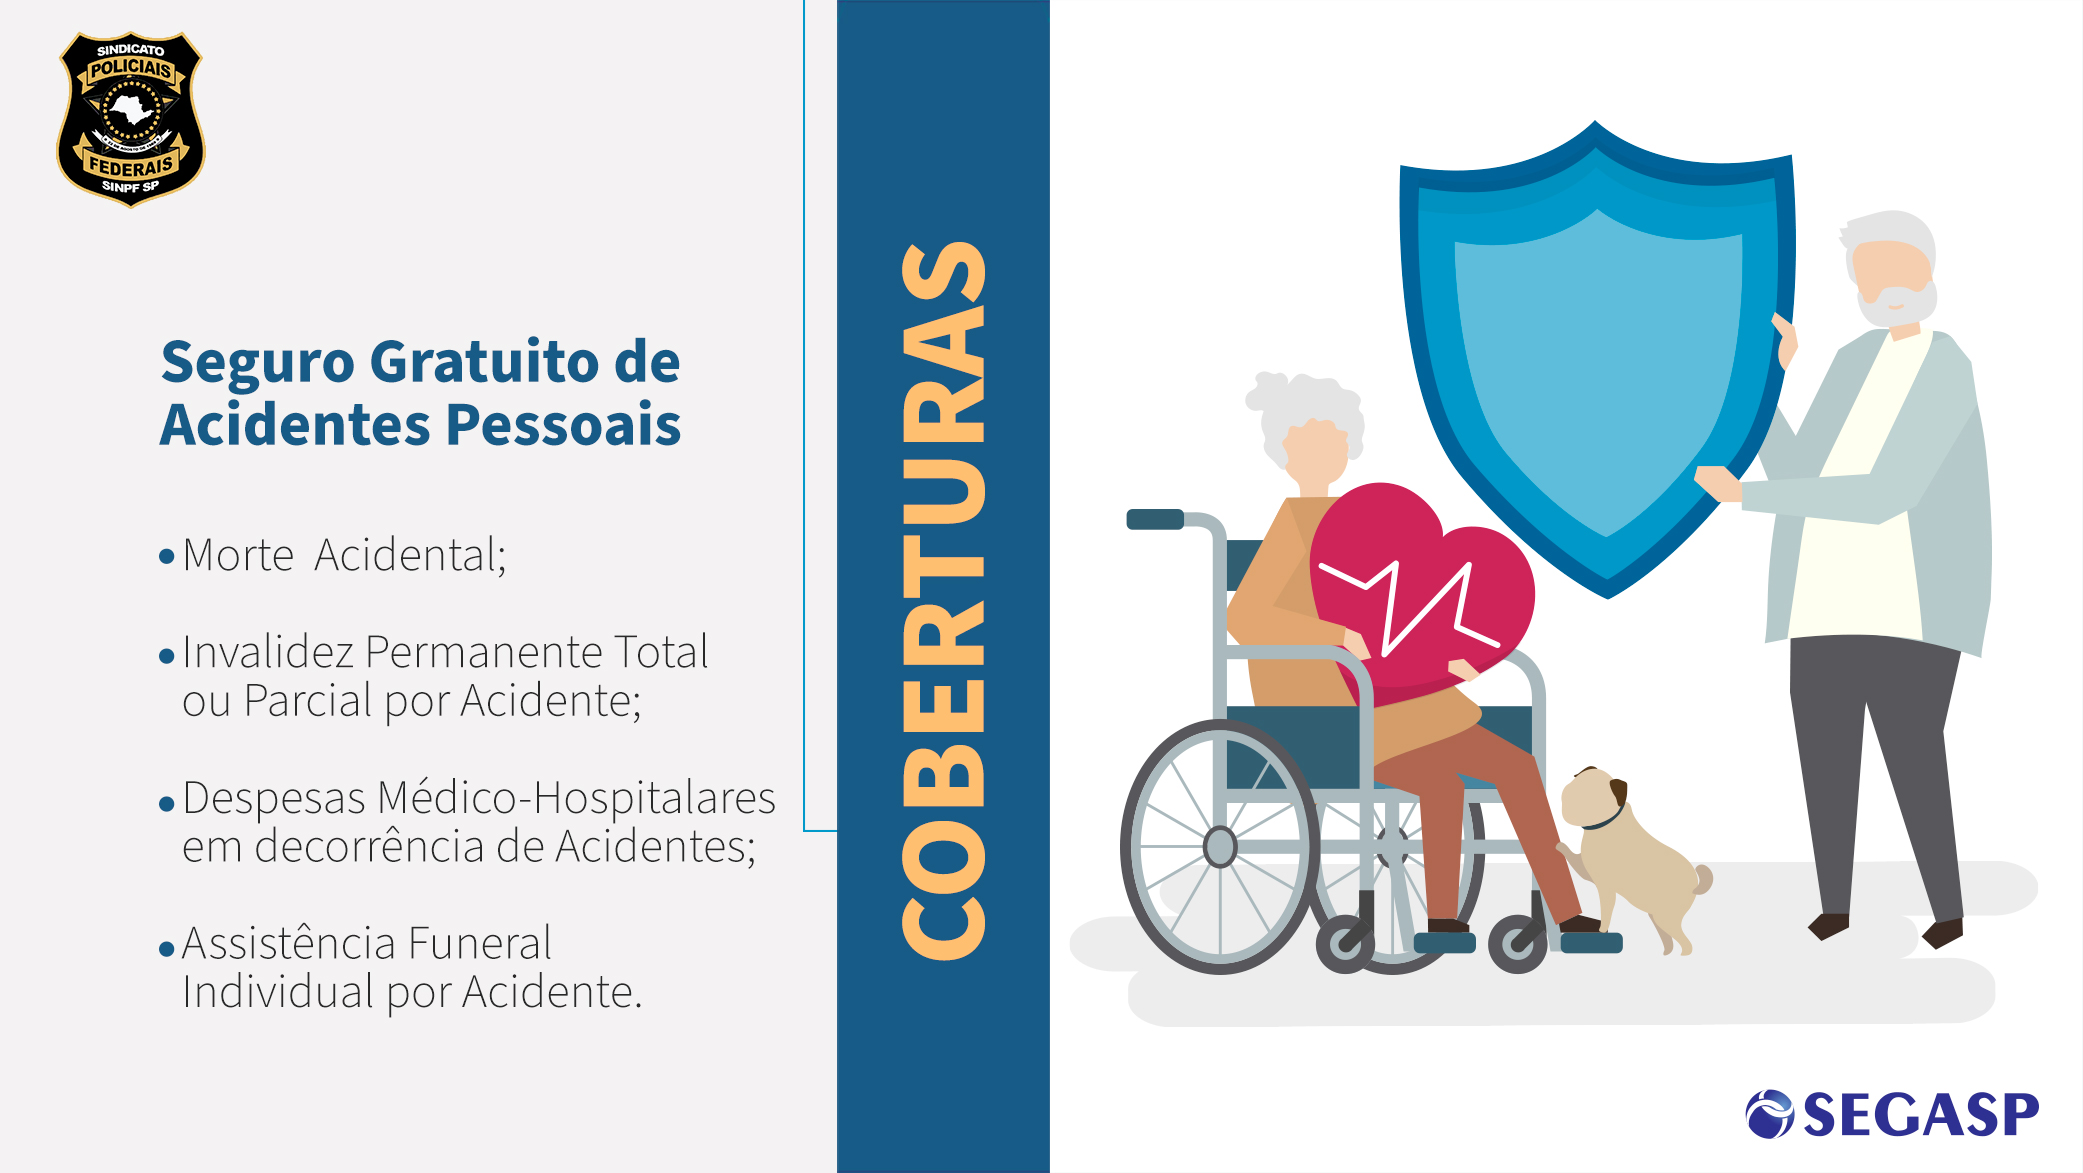 SINDICATO
POLICIAIS
FEDERAIS
SINPF SP
Seguro Gratuito de
Acidentes Pessoais
• Morte Acidental;
• Invalidez Permanente Total
ou Parcial por Acidente;
• Despesas Médico-Hospitalares
em decorrência de Acidentes;
• Assistência Funeral
Individual por Acidente.
COBERTURAS
SEGASP